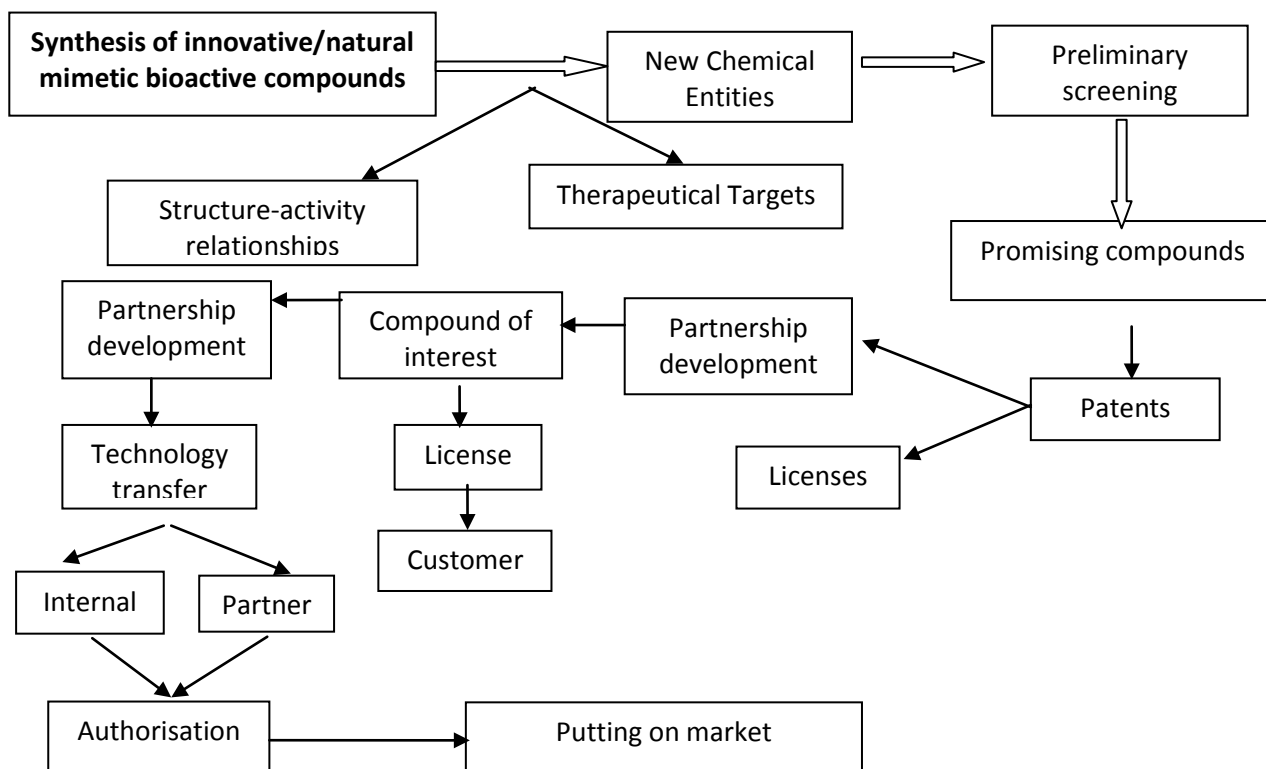 Synthesis of innovative/natural
mimetic bioactive compounds
New Chemical
Entities
Preliminary
screening
Structure-activity
relationships
Therapeutical Targets
Promising compounds
Partnership
development
Compound of
interest
Partnership
development
Patents
Technology
transfer
License
Licenses
Customer
Internal
Partner
Authorisation
Putting on market